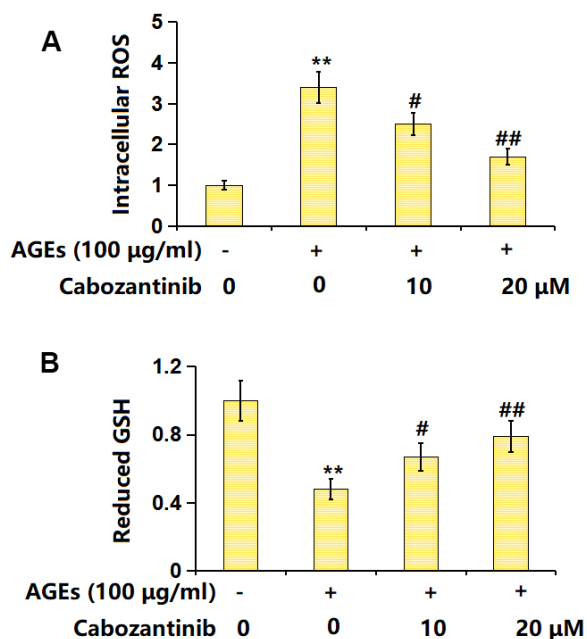 A
Intracellular ROS
5
4
3
2
1
0
**
#
##
AGEs (100 μg/ml) - + + +
Cabozantinib 0 0 10 20 μM
B
Reduced GSH
1.2
0.8
0.4
0
**
#
##
AGEs (100 μg/ml) - + + +
Cabozantinib 0 0 10 20 μM